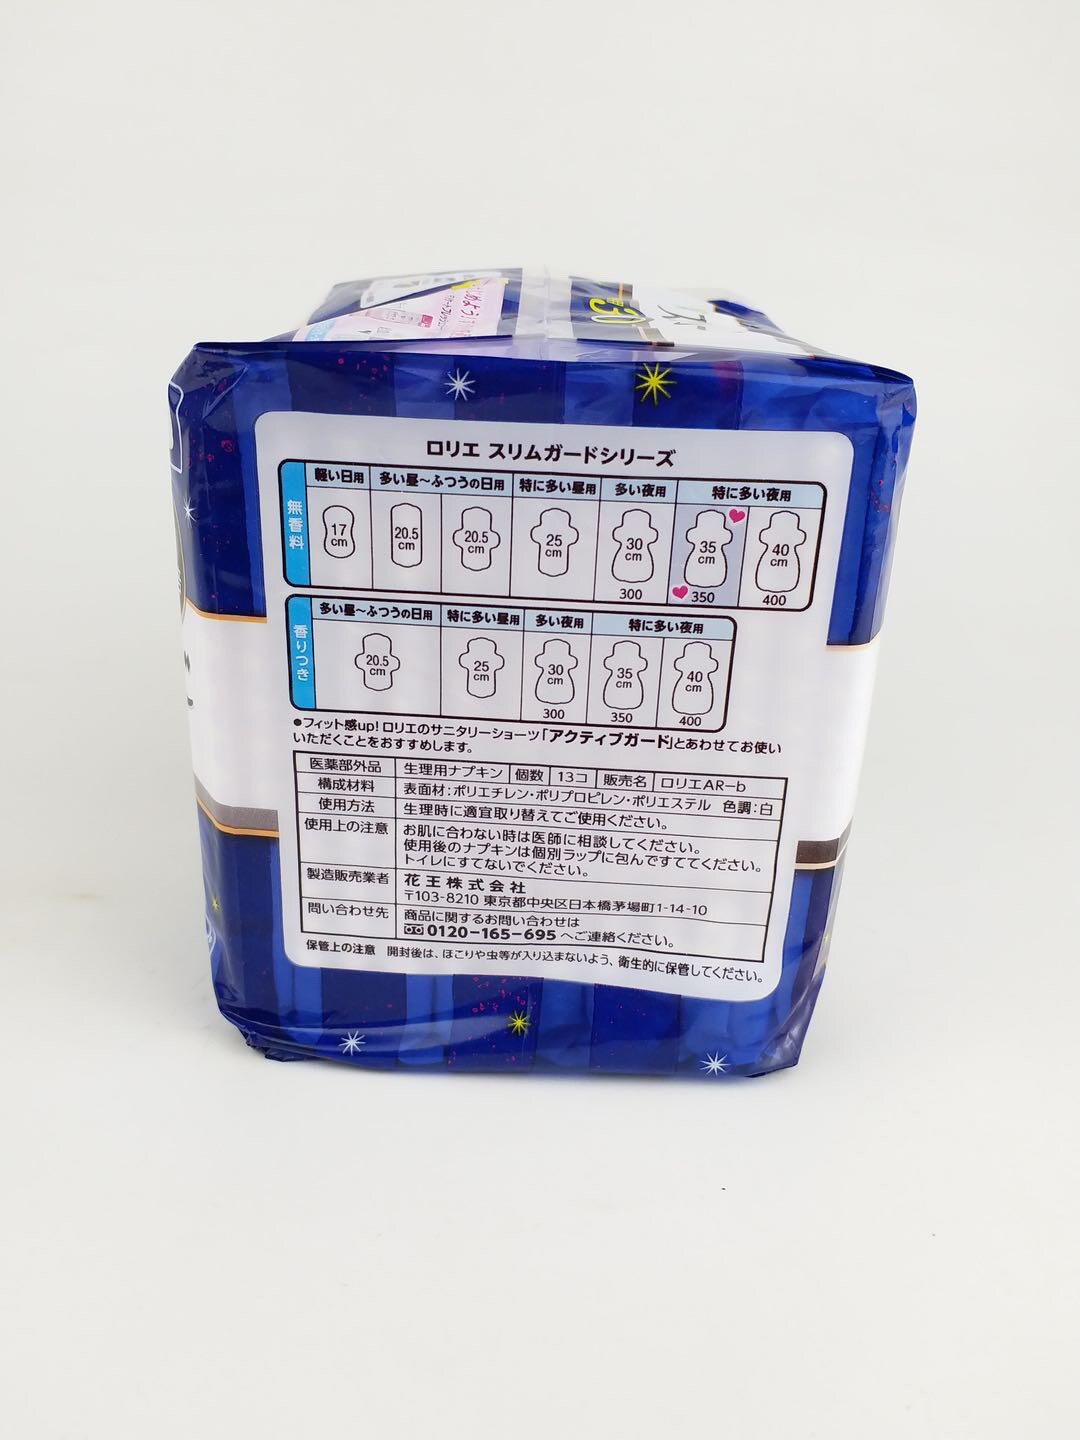 30
ロリエ スリムガードシリーズ
無香料
軽い日用 多い昼～ふつうの日用 特に多い昼用 多い夜用 特に多い夜用
17cm 20.5cm 20.5cm 25cm 30cm 35cm 40cm
300 350 400
香りつき
多い昼～ふつうの日用 特に多い昼用 多い夜用 特に多い夜用
20.5cm 25cm 30cm 35cm 40cm
300 350 400
●フィット感up!ロリエのサニタリーショーツ「アクティブガード」とあわせてお使い
いただくことをおすすめします。
医薬部外品 生理用ナプキン 個数 13コ 販売名 ロリエAR-b
構成材料 表面材:ポリエチレン・ポリプロピレン・ポリエステル 色調:白
使用方法 生理時に適宜取り替えてご使用ください。
使用上の注意 お肌に合わない時は医師に相談してください。
使用後のナプキンは個別ラップに包んですててください。
トイレにすてないでください。
製造販売業者 花王株式会社
〒103-8210 東京都中央区日本橋茅場町1-14-10
問い合わせ先 商品に関するお問い合わせは
0120-165-695 へご連絡ください。
保管上の注意 開封後は、ほこりや虫等が入り込まないよう、衛生的に保管してください。